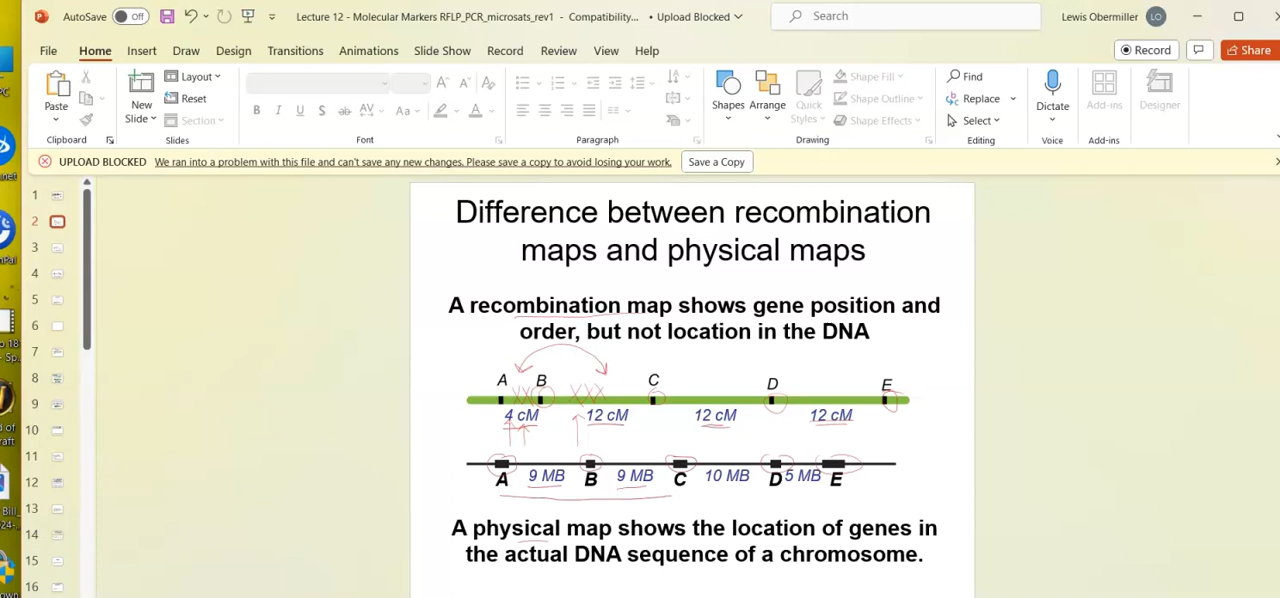 AutoSave Off Lecture 12 - Molecular Markers RFLP_PCR_microsats_rev1 - Compatibility... • Upload Blocked Search Lewis Obermiller LO
File Home Insert Draw Design Transitions Animations Slide Show Record Review View Help Record Share
Paste New Slide Layout Reset Section Shapes Arrange Quick Styles Shape Fill Shape Outline Shape Effects Find Replace Select Dictate Add-ins Designer
B I U S ab AV Aa A
Clipboard Slides Font Paragraph Drawing Editing Voice Add-ins
UPLOAD BLOCKED We ran into a problem with this file and can't save any new changes. Please save a copy to avoid losing your work. Save a Copy
1
2
3
4
5
6
7
8
9
10
11
12
13
14
15
16
Difference between recombination
maps and physical maps
A recombination map shows gene position and
order, but not location in the DNA
A B C D E
4 cM 12 cM 12 cM 12 cM
A 9 MB B 9 MB C 10 MB D 5 MB E
A physical map shows the location of genes in
the actual DNA sequence of a chromosome.